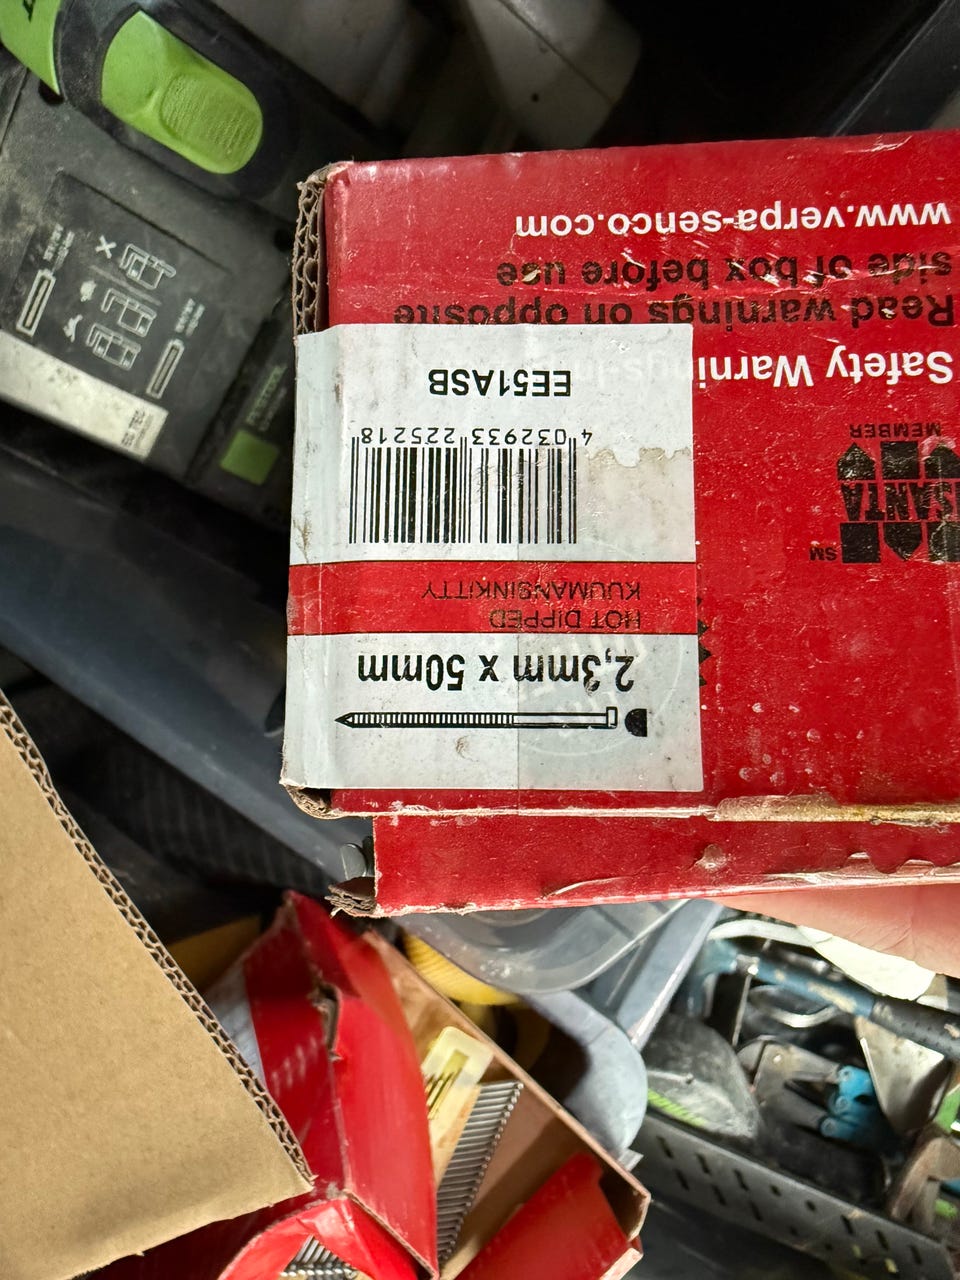 www.verpa-senco.com
side of box before use
Read warnings on opposite
Safety Warnings
MEMBER
ISANTA
SM
EE51ASB
4 032933 225218
KUUMANSINKITTY
HOT DIPPED
2,3mm x 50mm